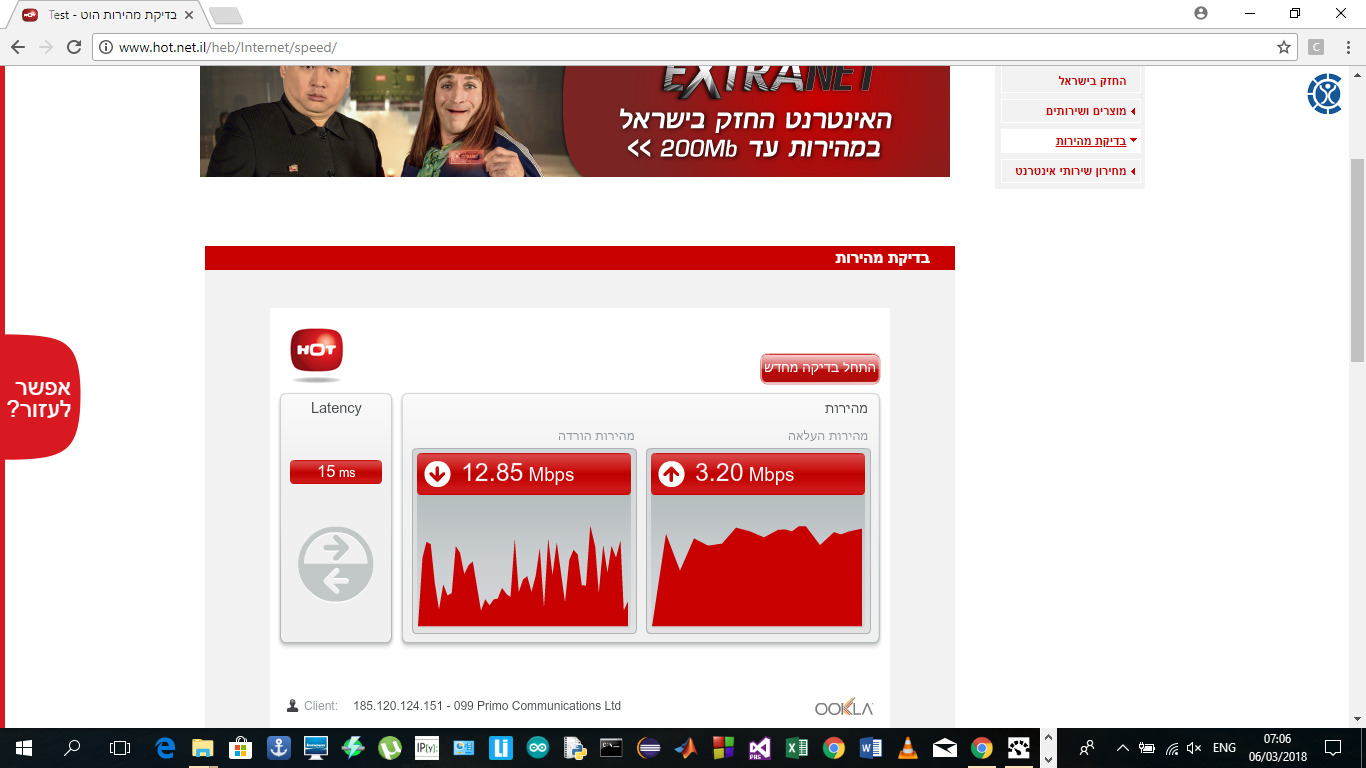 בדיקת מהירות הוט - Test
www.hot.net.il/heb/Internet/speed/
C
EXTRANET
האינטרנט החזק בישראל
במהירות עד 200Mb >>
החזק בישראל
מוצרים ושירותים
בדיקת מהירות
מחירון שירותי אינטרנט
אפשר
לעזור?
בדיקת מהירות
HOT
התחל בדיקה מחדש
Latency
מהירות
מהירות הורדה
מהירות העלאה
15 ms
12.85 Mbps
3.20 Mbps
Client: 185.120.124.151 - 099 Primo Communications Ltd
OOKLA
IP[y]:
ENG
07:06
06/03/2018